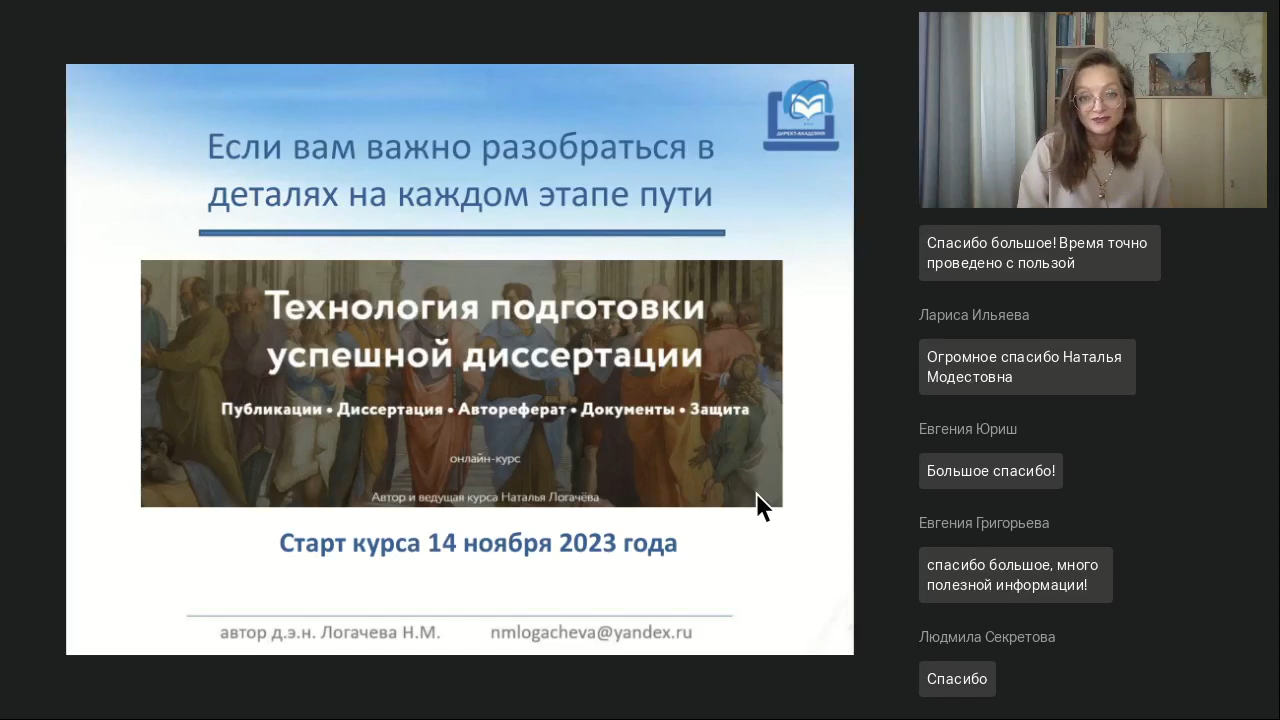 Если вам важно разобраться в
деталях на каждом этапе пути
ДИРЕКТ-АКАДЕМИЯ
Технология подготовки
успешной диссертации
Публикации • Диссертация • Автореферат • Документы • Защита
онлайн-курс
Автор и ведущая курса Наталья Логачёва
Старт курса 14 ноября 2023 года
автор д.э.н. Логачева Н.М. nmlogacheva@yandex.ru
Спасибо большое! Время точно
проведено с пользой
Лариса Ильяева
Огромное спасибо Наталья
Модестовна
Евгения Юриш
Большое спасибо!
Евгения Григорьева
спасибо большое, много
полезной информации!
Людмила Секретова
Спасибо